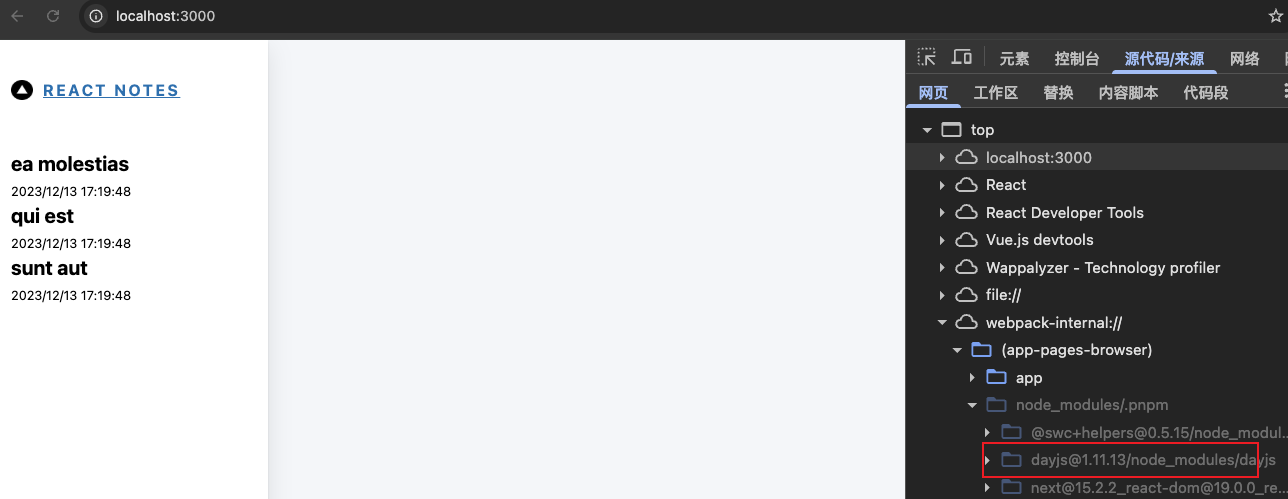 localhost:3000
REACT NOTES
ea molestias
2023/12/13 17:19:48
qui est
2023/12/13 17:19:48
sunt aut
2023/12/13 17:19:48
元素 控制台 源代码/来源 网络
网页 工作区 替换 内容脚本 代码段
top
localhost:3000
React
React Developer Tools
Vue.js devtools
Wappalyzer - Technology profiler
file://
webpack-internal://
(app-pages-browser)
app
node_modules/.pnpm
@swc+helpers@0.5.15/node_modul...
dayjs@1.11.13/node_modules/dayjs
next@15.2.2_react-dom@19.0.0_re...